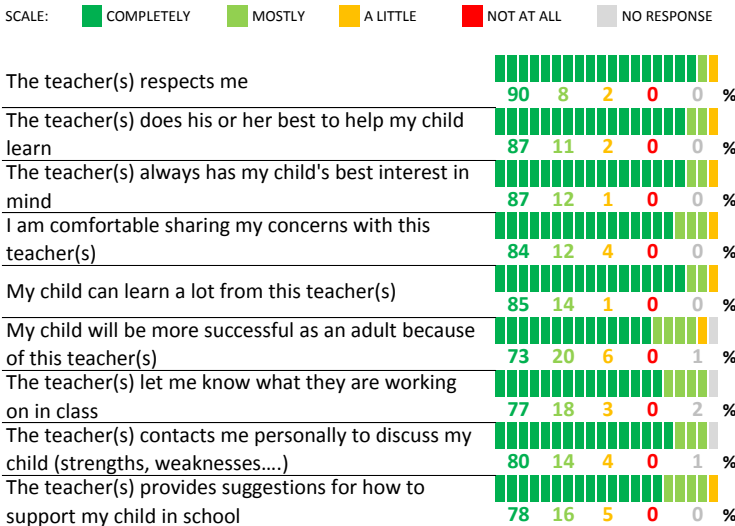 SCALE: COMPLETELY MOSTLY A LITTLE NOT AT ALL NO RESPONSE
The teacher(s) respects me
90 8 2 0 0 %
The teacher(s) does his or her best to help my child
learn
87 11 2 0 0 %
The teacher(s) always has my child's best interest in
mind
87 12 1 0 0 %
I am comfortable sharing my concerns with this
teacher(s)
84 12 4 0 0 %
My child can learn a lot from this teacher(s)
85 14 1 0 0 %
My child will be more successful as an adult because
of this teacher(s)
73 20 6 0 1 %
The teacher(s) let me know what they are working
on in class
77 18 3 0 2 %
The teacher(s) contacts me personally to discuss my
child (strengths, weaknesses....)
80 14 4 0 1 %
The teacher(s) provides suggestions for how to
support my child in school
78 16 5 0 0 %